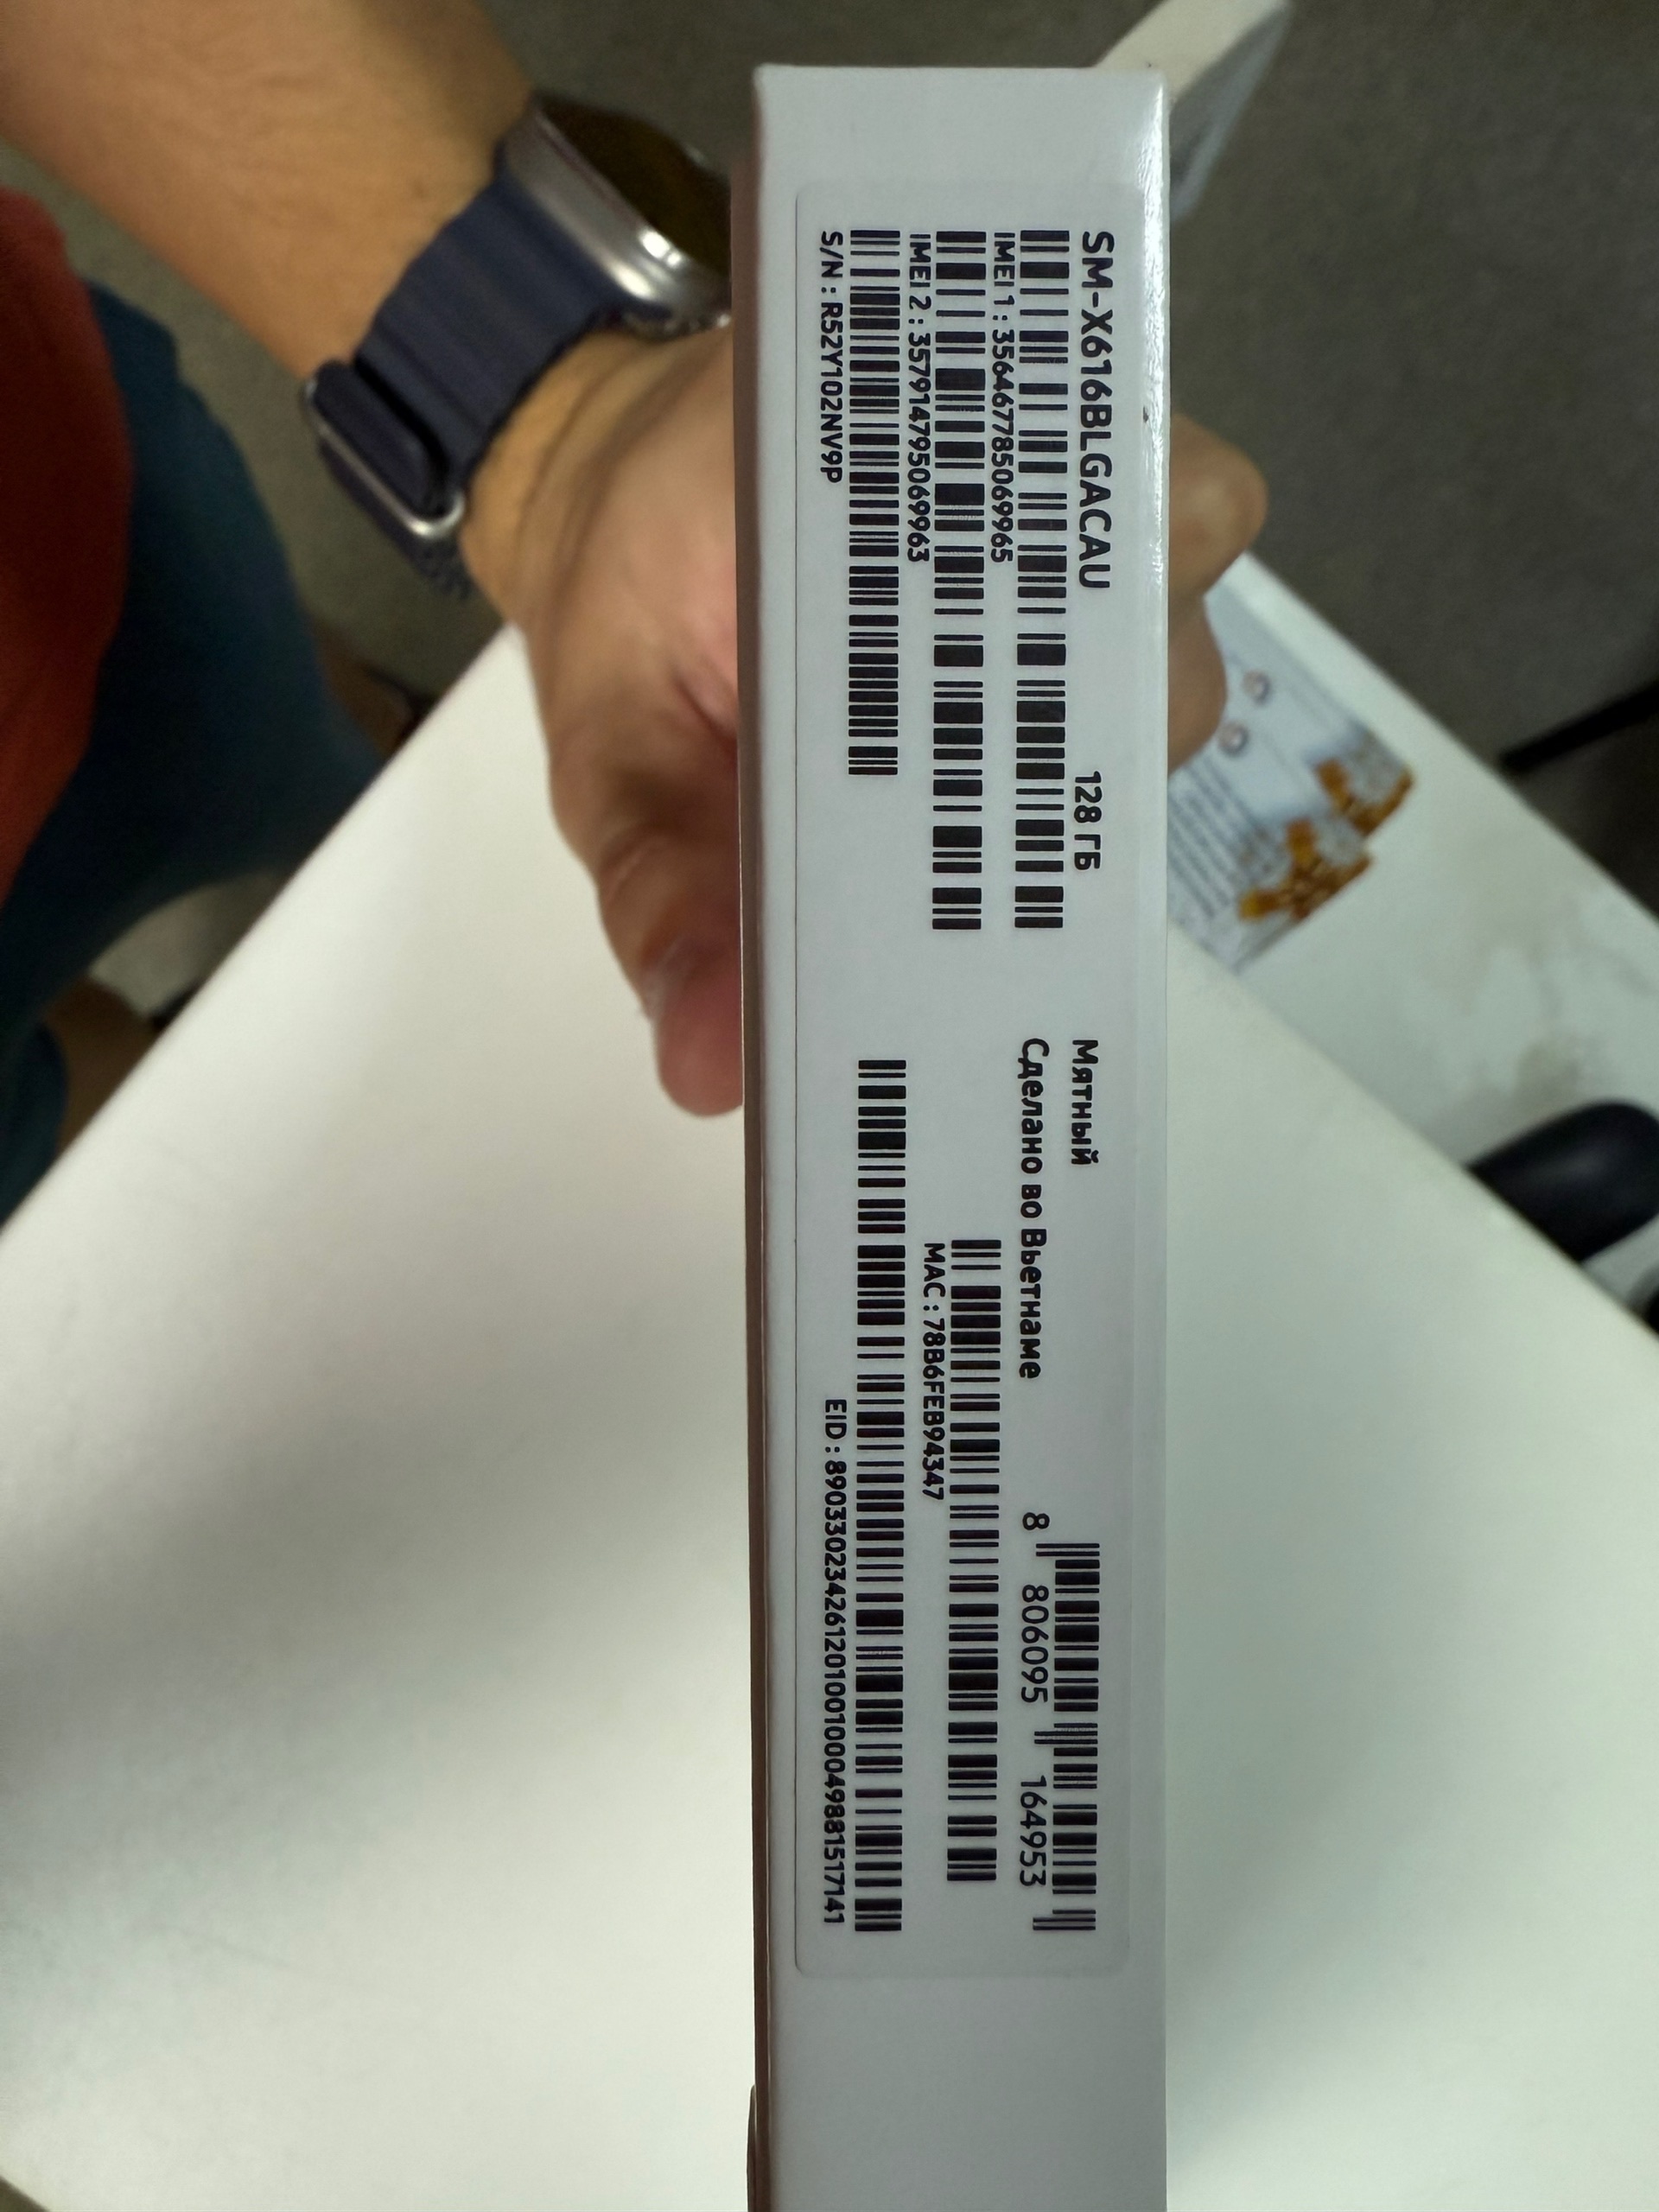 SM-X616BLGACAU
128 ГБ
IMEI 1 : 356467785069965
IMEI 2 : 357914795069963
S/N : R52Y102NV9P
Мятный
Сделано во Вьетнаме
8 806095 164953
MAC : 78B6FEB94347
EID : 89033023426120100100049881517141